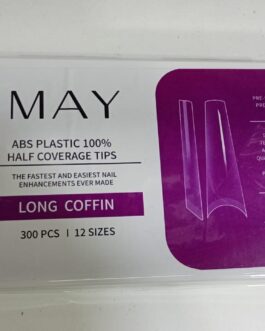 MAY
ABS PLASTIC 100%
HALF COVERAGE TIPS
THE FASTEST AND EASIEST NAIL
ENHANCEMENTS EVER MADE
LONG COFFIN
300 PCS | 12 SIZES